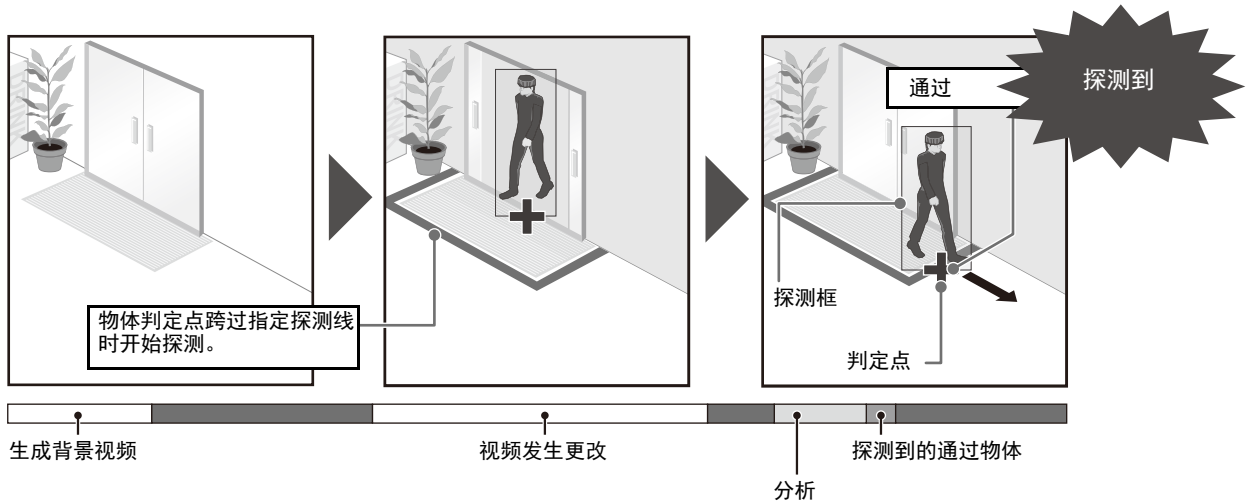 探测到
通过
物体判定点跨过指定探测线
时开始探测。
探测框
判定点
生成背景视频
视频发生更改
探测到的通过物体
分析